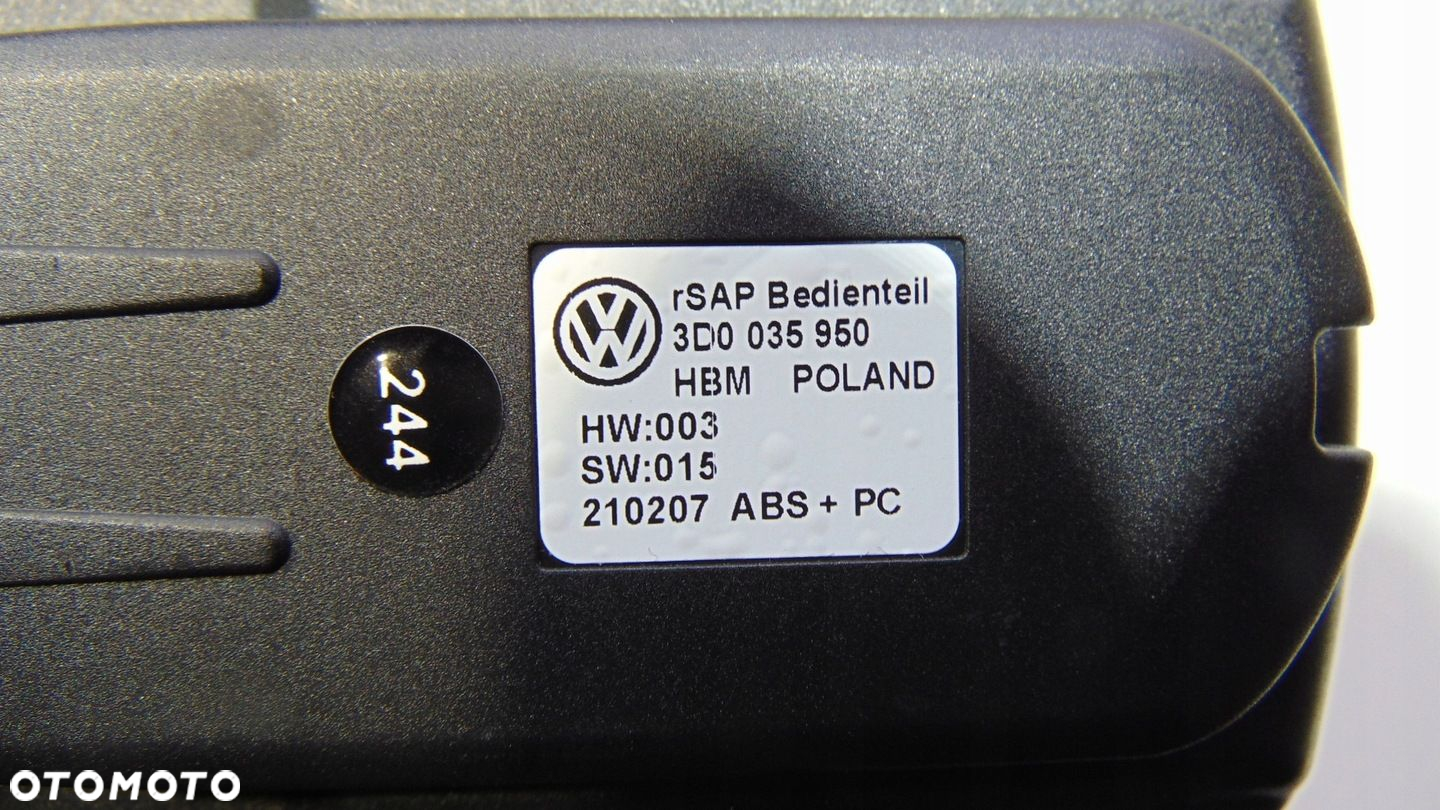 rSAP Bedienteil
3D0 035 950
HBM POLAND
HW:003
SW:015
210207 ABS + PC
244
OTOMOTO